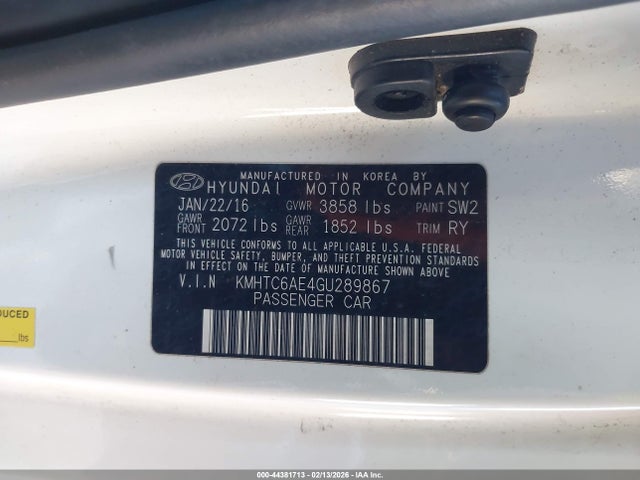 MANUFACTURED IN KOREA BY
HYUNDAI MOTOR COMPANY
JAN/22/16 GVWR 3858 lbs PAINT SW2
GAWR FRONT 2072 lbs GAWR REAR 1852 lbs TRIM RY
THIS VEHICLE CONFORMS TO ALL APPLICABLE U.S.A. FEDERAL
MOTOR VEHICLE SAFETY, BUMPER, AND THEFT PREVENTION STANDARDS
IN EFFECT ON THE DATE OF MANUFACTURE SHOWN ABOVE.
V.I.N KMHTC6AE4GU289867
PASSENGER CAR
DUCED
lbs
000-44381713 - 02/13/2026 - IAA Inc.